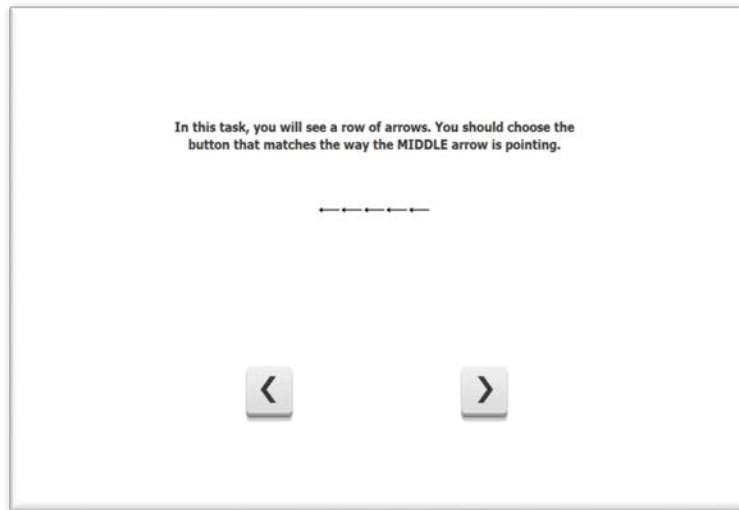 In this task, you will see a row of arrows. You should choose the
button that matches the way the MIDDLE arrow is pointing.